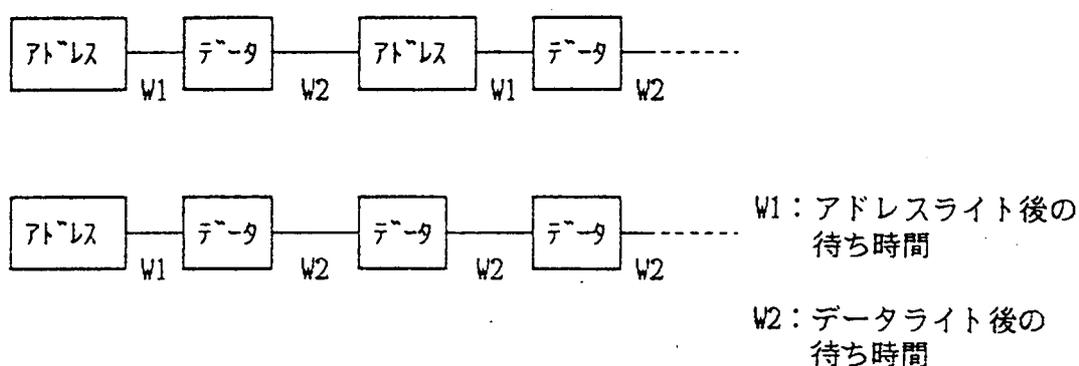 アドレス データ アドレス データ
W1 W2 W1 W2
アドレス データ データ データ
W1 W2 W2 W2
W1：アドレスライト後の
待ち時間
W2：データライト後の
待ち時間